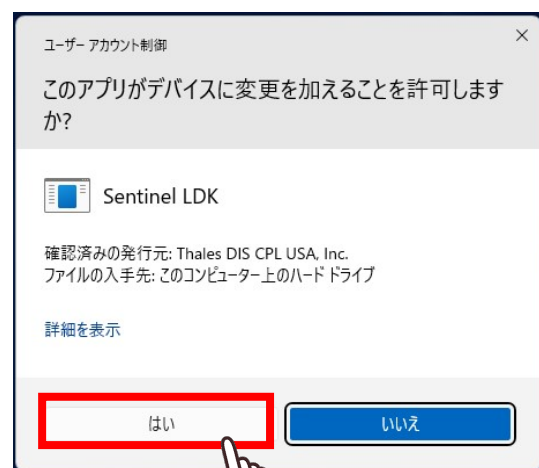 ユーザー アカウント制御
このアプリがデバイスに変更を加えることを許可します
か?
Sentinel LDK
確認済みの発行元: Thales DIS CPL USA, Inc.
ファイルの入手先: このコンピューター上のハード ドライブ
詳細を表示
はい
いいえ